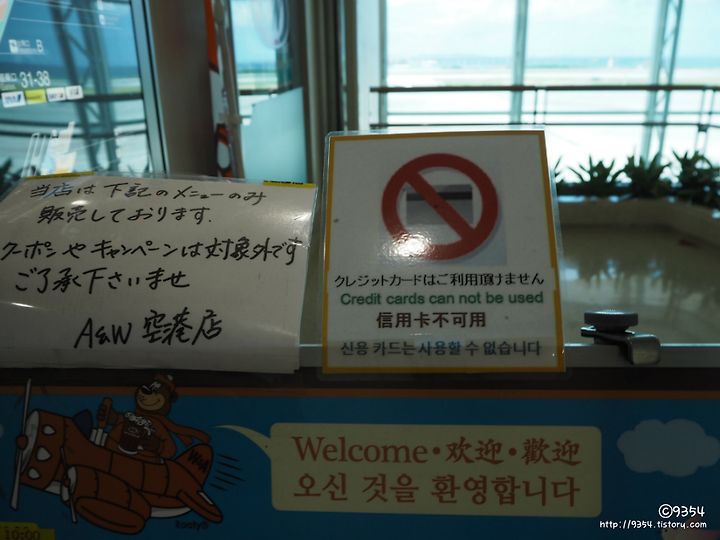 B
31-38
当店は下記のメニューのみ
販売しております.
クーポンやキャンペーンは対象外です
ご了承下さいませ
A&W 空港店
クレジットカードはご利用頂けません
Credit cards can not be used
信用卡不可用
신용 카드는 사용할 수 없습니다
Welcome・欢迎・歡迎
오신 것을 환영합니다
©9354
http://9354.tistory.com